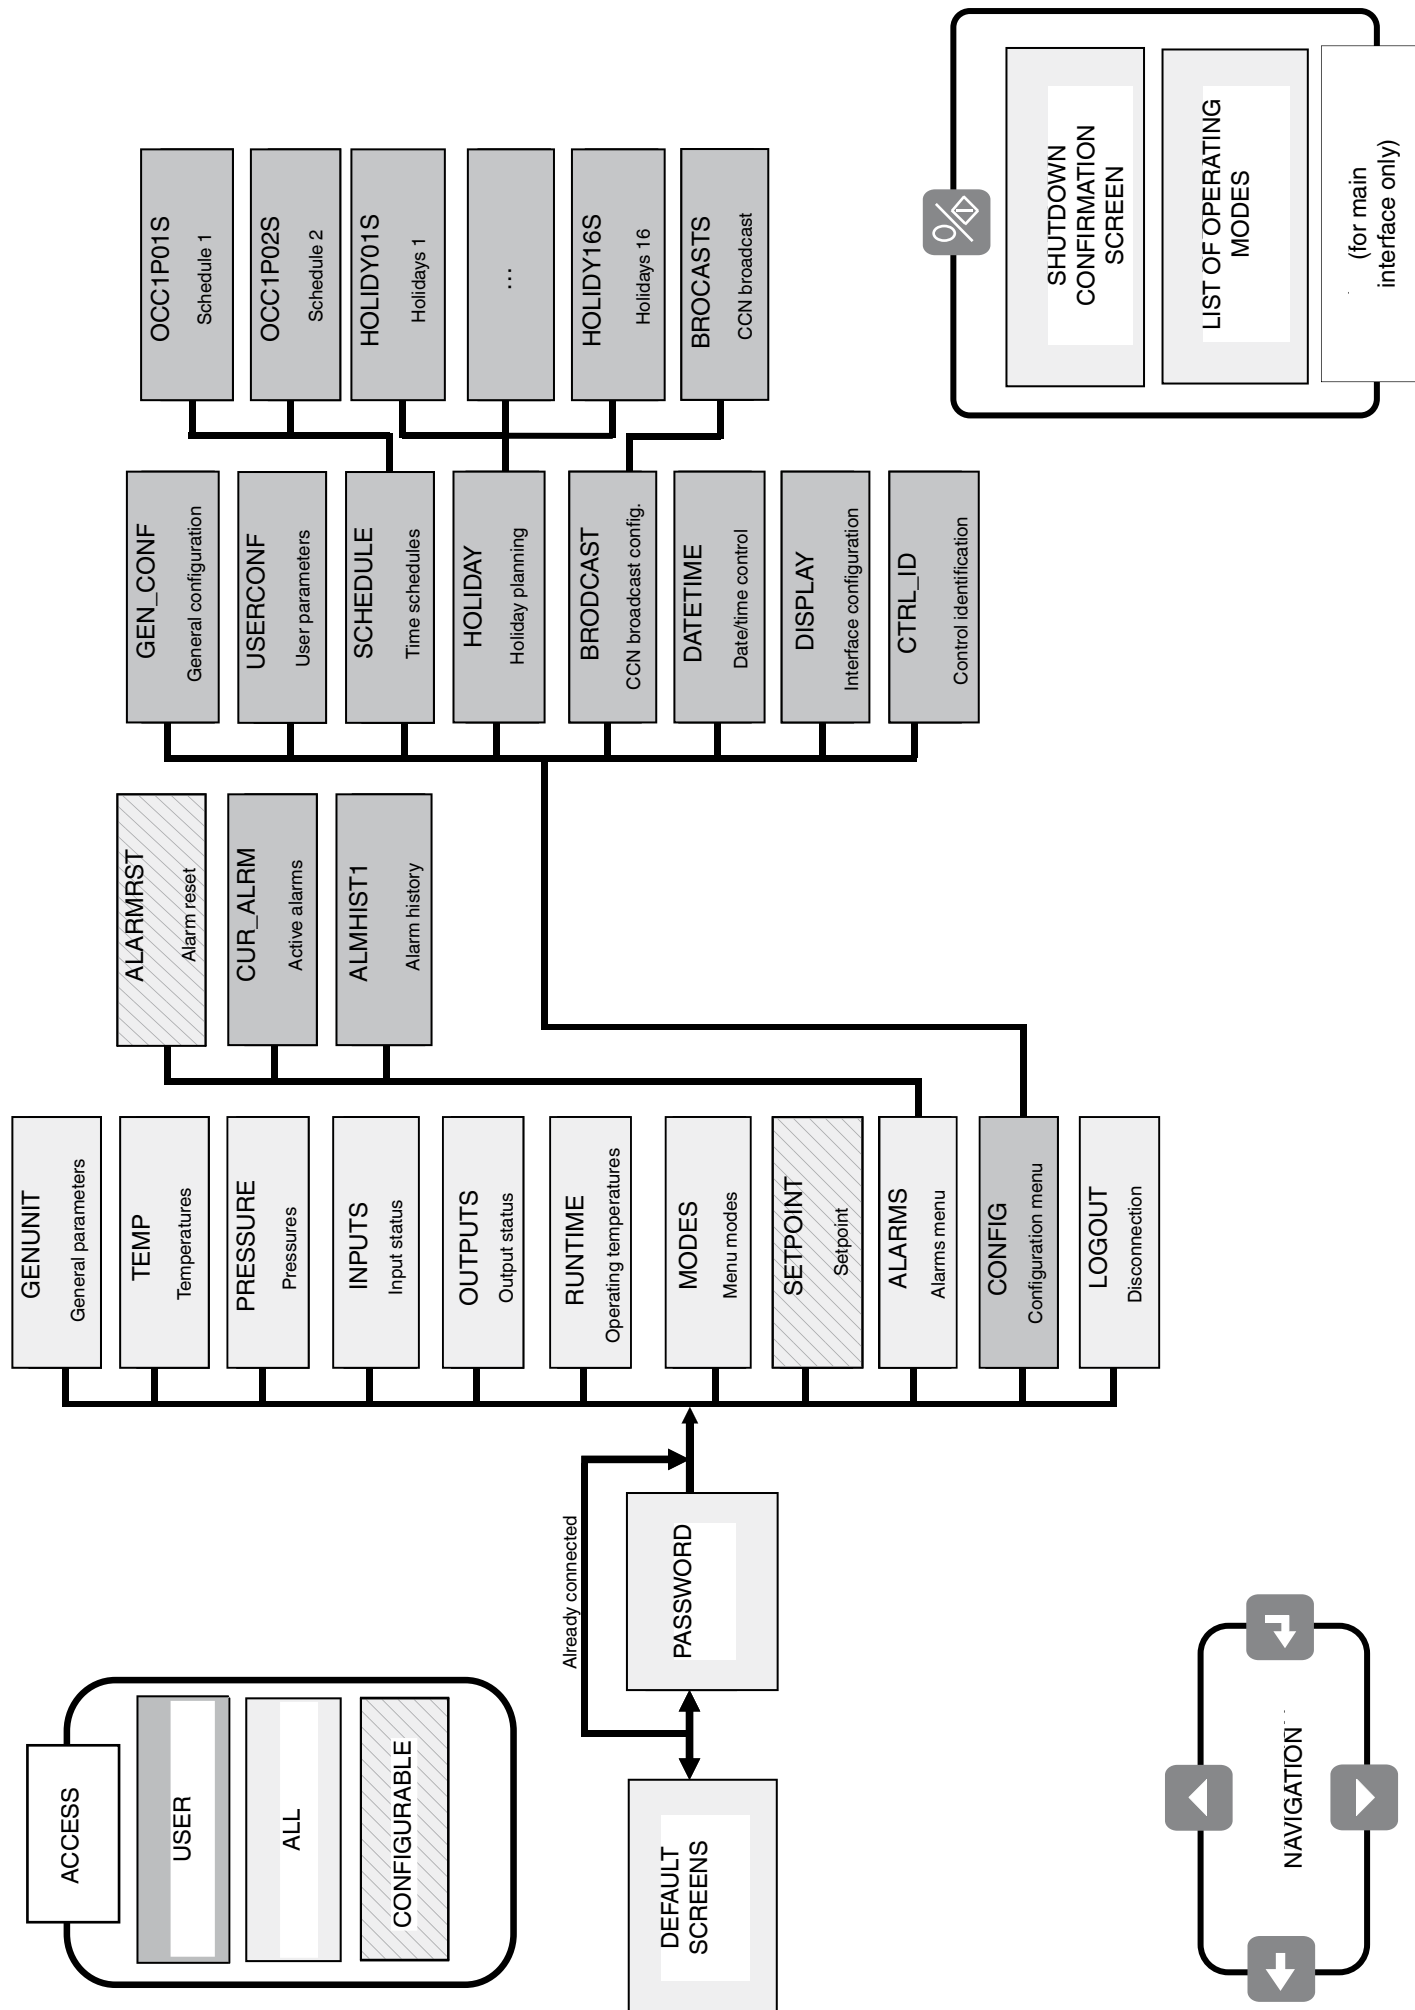 ACCESS
USER
ALL
CONFIGURABLE
DEFAULT
SCREENS
PASSWORD
Already connected
GENUNIT
General parameters
TEMP
Temperatures
PRESSURE
Pressures
INPUTS
Input status
OUTPUTS
Output status
RUNTIME
Operating temperatures
MODES
Menu modes
SETPOINT
Setpoint
ALARMS
Alarms menu
CONFIG
Configuration menu
LOGOUT
Disconnection
ALARMRST
Alarm reset
CUR_ALRM
Active alarms
ALMHIST1
Alarm history
GEN_CONF
General configuration
USERCONF
User parameters
SCHEDULE
Time schedules
HOLIDAY
Holiday planning
BRODCAST
CCN broadcast config.
DATETIME
Date/time control
DISPLAY
Interface configuration
CTRL_ID
Control identification
OCC1P01S
Schedule 1
OCC1P02S
Schedule 2
HOLIDY01S
Holidays 1
...
HOLIDY16S
Holidays 16
BROCASTS
CCN broadcast
NAVIGATION
SHUTDOWN
CONFIRMATION
SCREEN
LIST OF OPERATING
MODES
(for main
interface only)